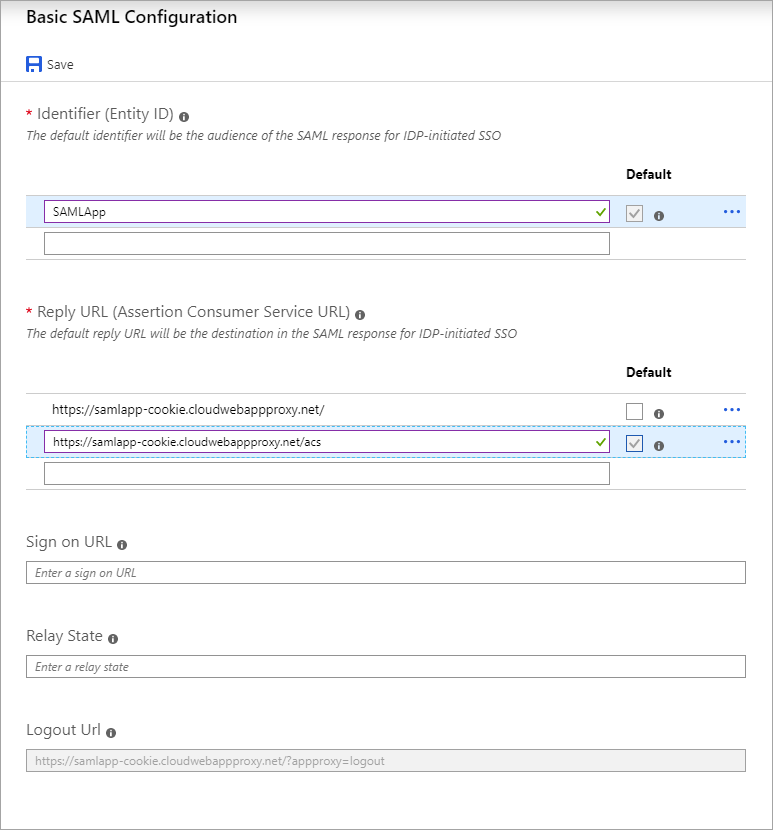 Basic SAML Configuration
Save
* Identifier (Entity ID)
The default identifier will be the audience of the SAML response for IDP-initiated SSO
Default
SAMLApp
* Reply URL (Assertion Consumer Service URL)
The default reply URL will be the destination in the SAML response for IDP-initiated SSO
Default
https://samlapp-cookie.cloudwebappproxy.net/
https://samlapp-cookie.cloudwebappproxy.net/acs
Sign on URL
Enter a sign on URL
Relay State
Enter a relay state
Logout Url
https://samlapp-cookie.cloudwebappproxy.net/?appproxy=logout